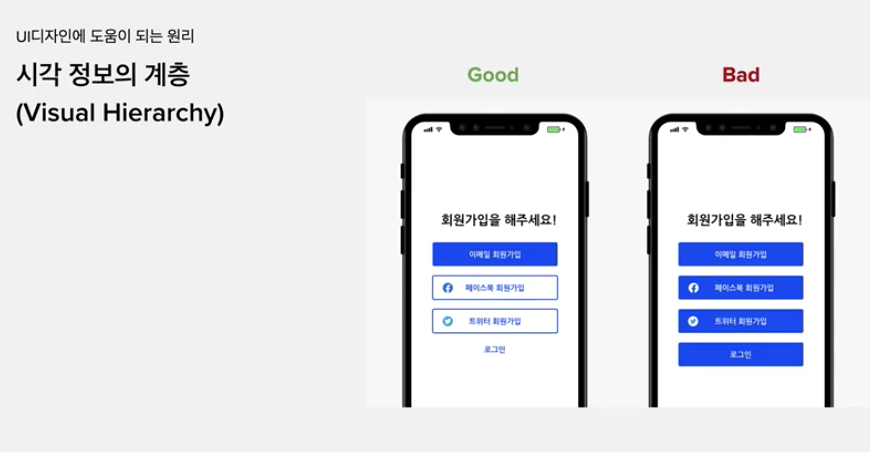 UI디자인에 도움이 되는 원리
시각 정보의 계층
(Visual Hierarchy)
Good
Bad
회원가입을 해주세요!
이메일 회원가입
페이스북 회원가입
트위터 회원가입
로그인
회원가입을 해주세요!
이메일 회원가입
페이스북 회원가입
트위터 회원가입
로그인